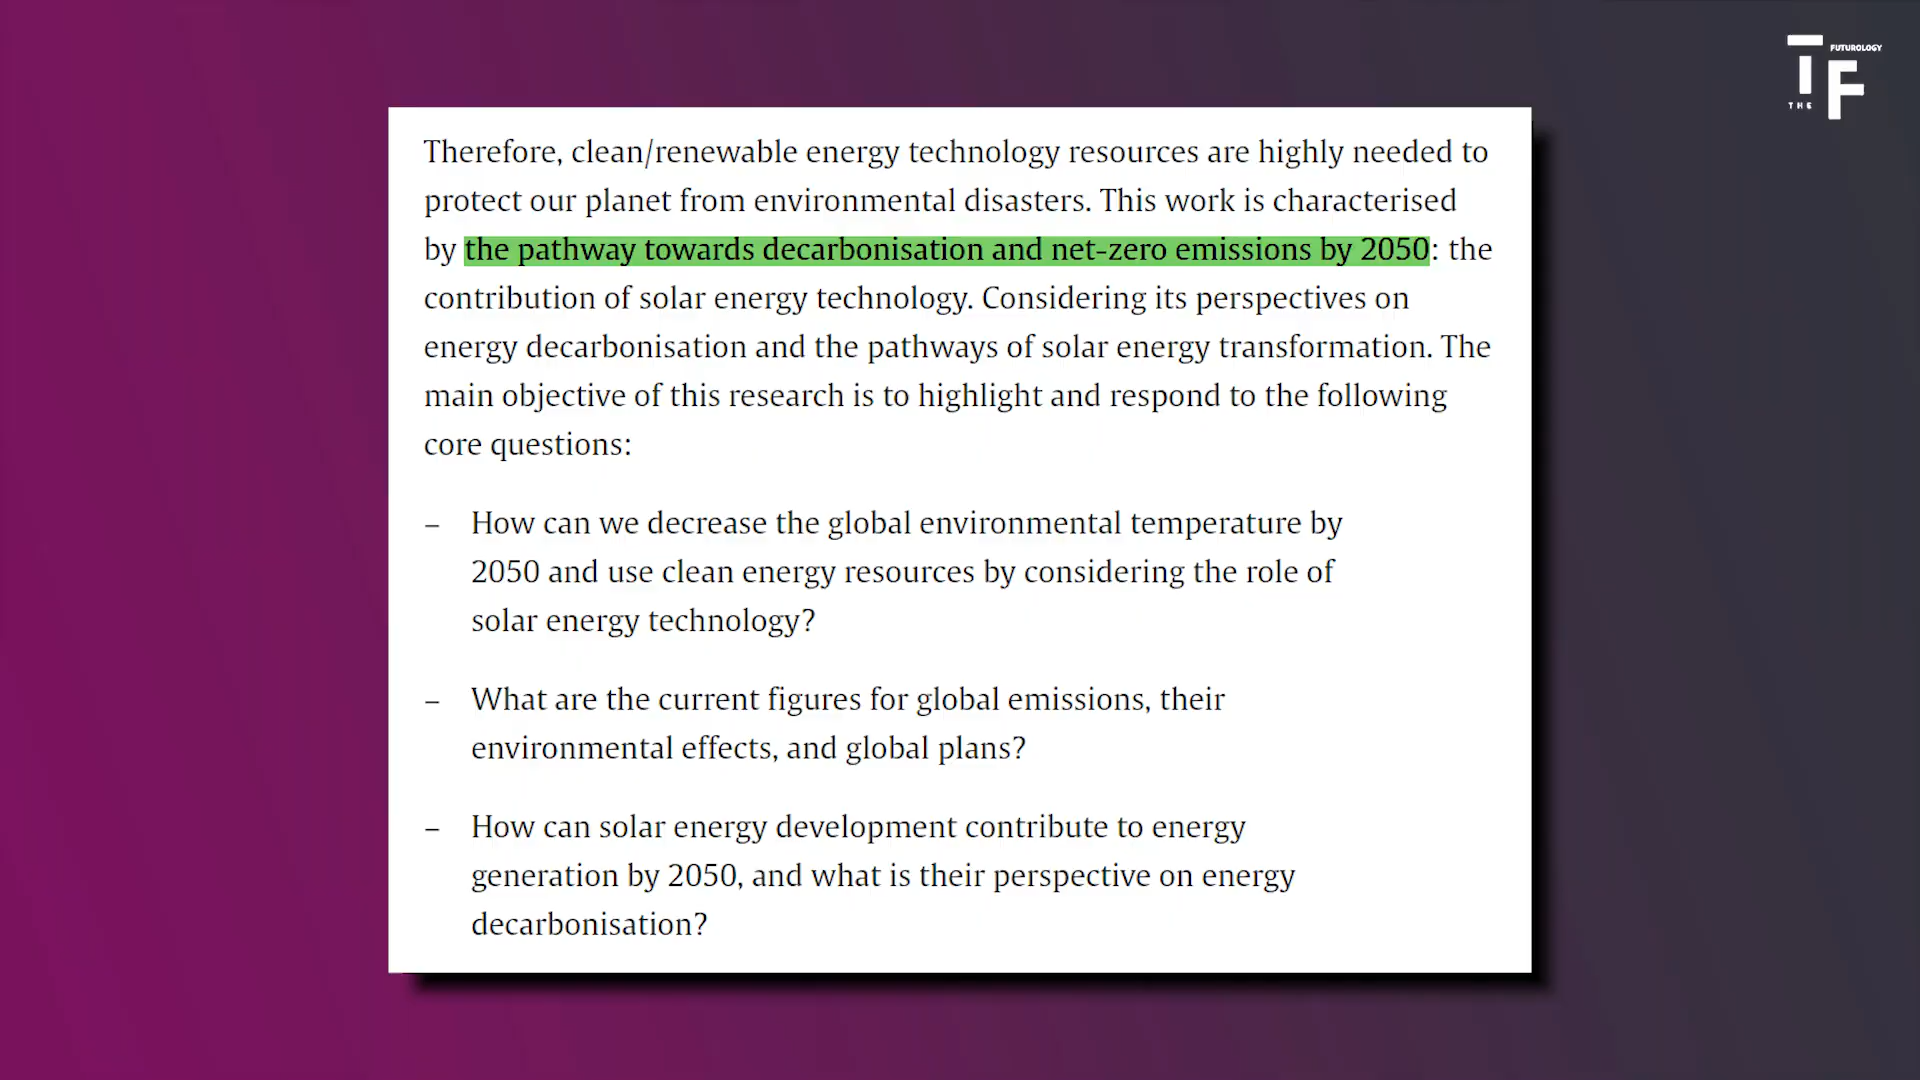 FUTUROLOGY
TF
THE
Therefore, clean/renewable energy technology resources are highly needed to
protect our planet from environmental disasters. This work is characterised
by the pathway towards decarbonisation and net-zero emissions by 2050: the
contribution of solar energy technology. Considering its perspectives on
energy decarbonisation and the pathways of solar energy transformation. The
main objective of this research is to highlight and respond to the following
core questions:
– How can we decrease the global environmental temperature by
2050 and use clean energy resources by considering the role of
solar energy technology?
– What are the current figures for global emissions, their
environmental effects, and global plans?
– How can solar energy development contribute to energy
generation by 2050, and what is their perspective on energy
decarbonisation?